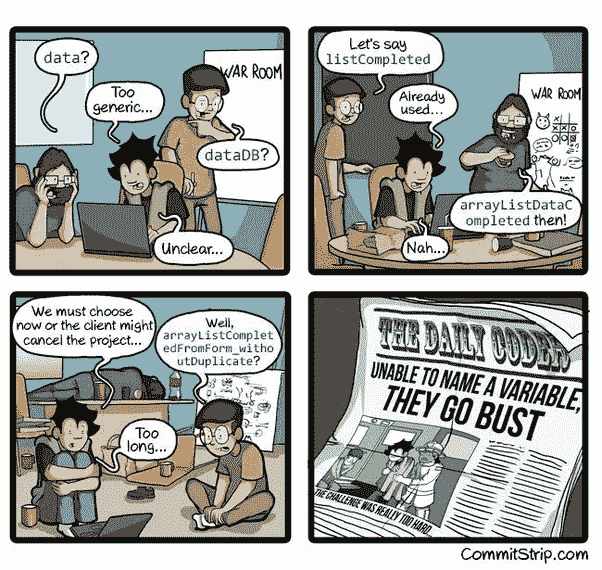 data?
Too
generic...
WAR ROOM
dataDB?
Unclear...
Let's say
listCompleted
Already
used...
WAR ROOM
arrayListDataC
ompleted then!
Nah...
We must choose
now or the client might
cancel the project...
Well,
arrayListComplet
edFromForm_witho
utDuplicate?
Too
long...
THE DAILY CODER
UNABLE TO NAME A VARIABLE,
THEY GO BUST
THE CHALLENGE WAS REALLY TOO HARD...
CommitStrip.com